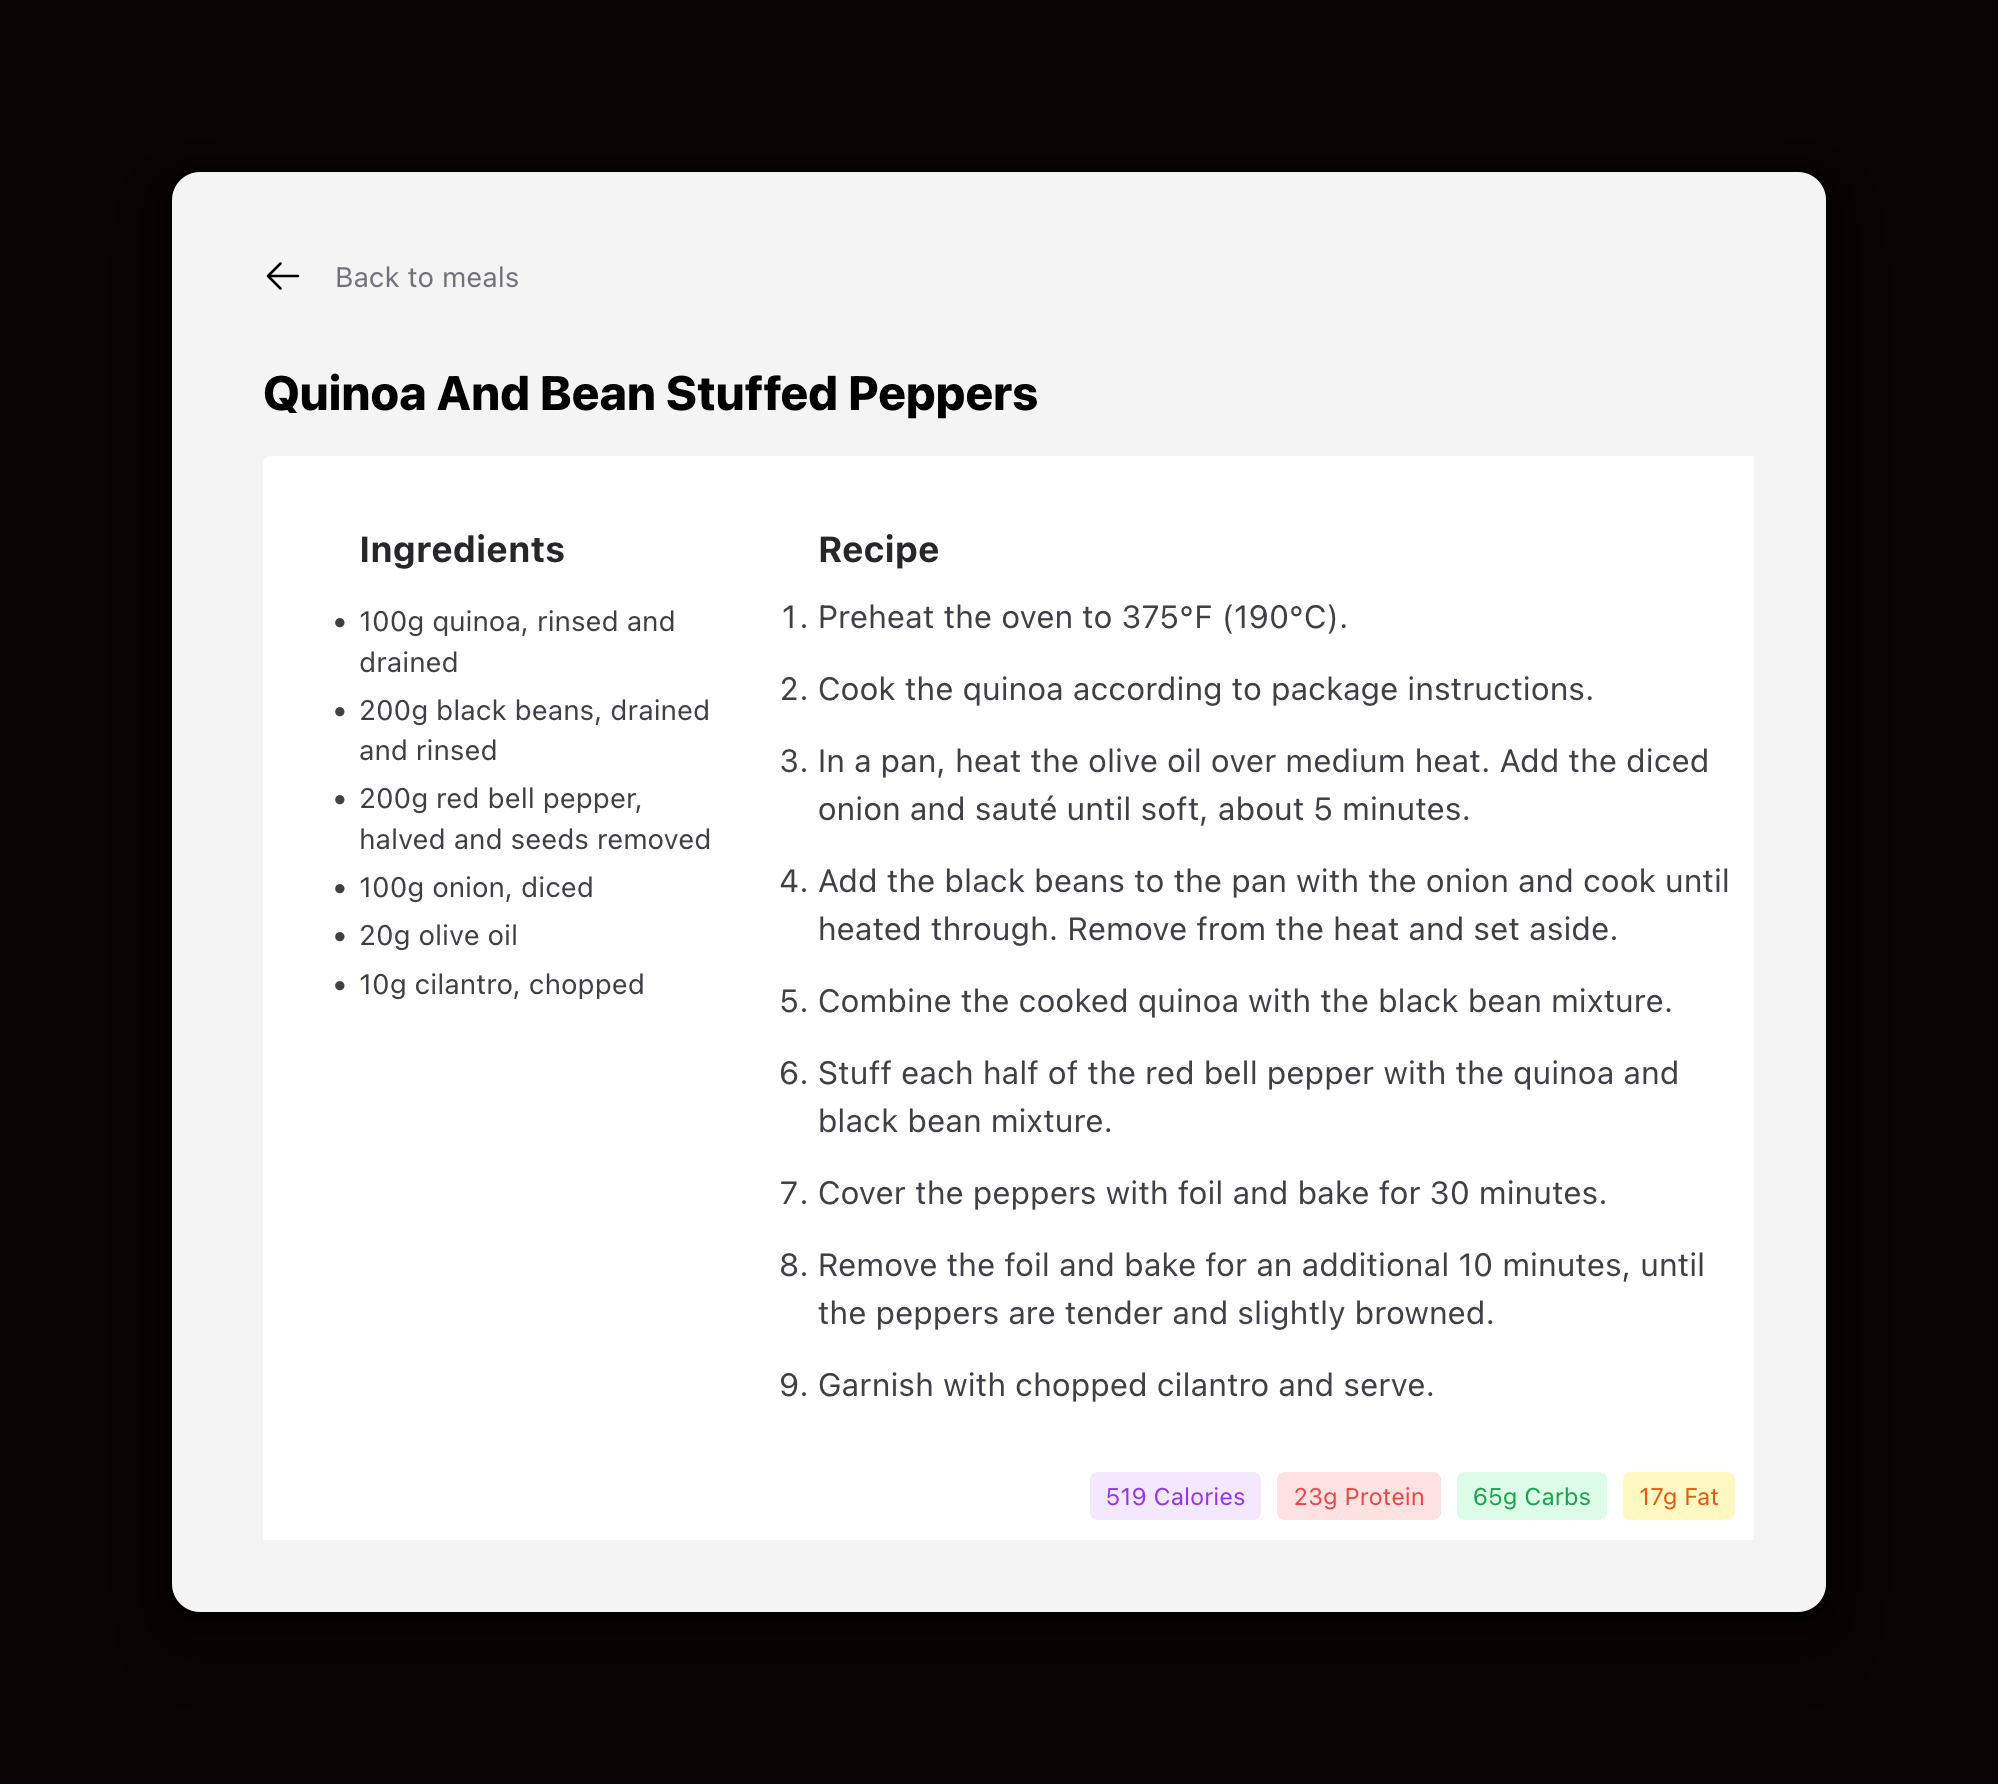 Back to meals
Quinoa And Bean Stuffed Peppers
Ingredients
• 100g quinoa, rinsed and
drained
• 200g black beans, drained
and rinsed
• 200g red bell pepper,
halved and seeds removed
• 100g onion, diced
• 20g olive oil
• 10g cilantro, chopped
Recipe
1. Preheat the oven to 375°F (190°C).
2. Cook the quinoa according to package instructions.
3. In a pan, heat the olive oil over medium heat. Add the diced
onion and sauté until soft, about 5 minutes.
4. Add the black beans to the pan with the onion and cook until
heated through. Remove from the heat and set aside.
5. Combine the cooked quinoa with the black bean mixture.
6. Stuff each half of the red bell pepper with the quinoa and
black bean mixture.
7. Cover the peppers with foil and bake for 30 minutes.
8. Remove the foil and bake for an additional 10 minutes, until
the peppers are tender and slightly browned.
9. Garnish with chopped cilantro and serve.
519 Calories 23g Protein 65g Carbs 17g Fat